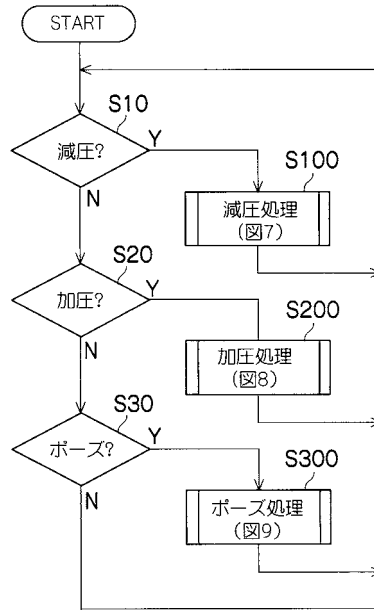 START
S10
減圧?
Y
N
S100
減圧処理
(図7)
S20
加圧?
Y
N
S200
加圧処理
(図8)
S30
ポーズ?
Y
N
S300
ポーズ処理
(図9)